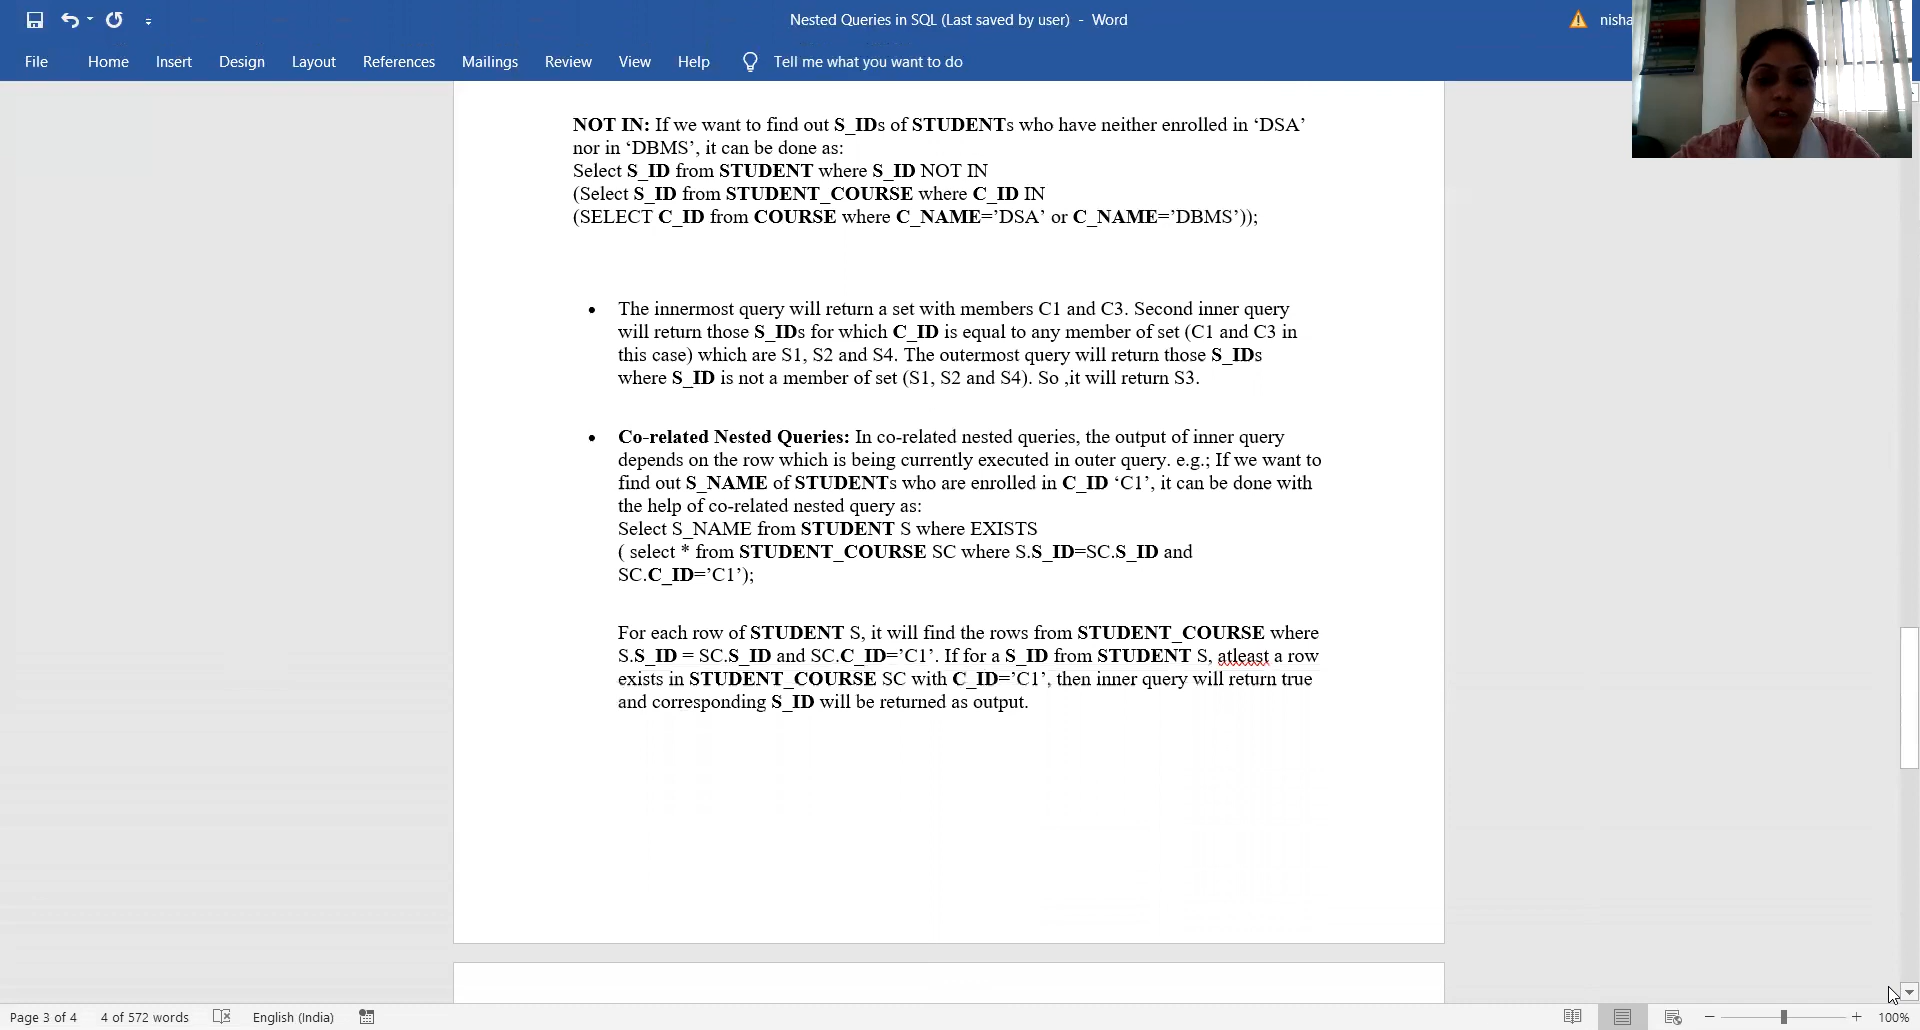 Nested Queries in SQL (Last saved by user) - Word
nisha
File Home Insert Design Layout References Mailings Review View Help Tell me what you want to do
NOT IN: If we want to find out S_IDs of STUDENTs who have neither enrolled in ‘DSA’
nor in ‘DBMS’, it can be done as:
Select S_ID from STUDENT where S_ID NOT IN
(Select S_ID from STUDENT_COURSE where C_ID IN
(SELECT C_ID from COURSE where C_NAME=’DSA’ or C_NAME=’DBMS’));
• The innermost query will return a set with members C1 and C3. Second inner query
will return those S_IDs for which C_ID is equal to any member of set (C1 and C3 in
this case) which are S1, S2 and S4. The outermost query will return those S_IDs
where S_ID is not a member of set (S1, S2 and S4). So ,it will return S3.
• Co-related Nested Queries: In co-related nested queries, the output of inner query
depends on the row which is being currently executed in outer query. e.g.; If we want to
find out S_NAME of STUDENTs who are enrolled in C_ID ‘C1’, it can be done with
the help of co-related nested query as:
Select S_NAME from STUDENT S where EXISTS
( select * from STUDENT_COURSE SC where S.S_ID=SC.S_ID and
SC.C_ID=’C1’);
For each row of STUDENT S, it will find the rows from STUDENT_COURSE where
S.S_ID = SC.S_ID and SC.C_ID=’C1’. If for a S_ID from STUDENT S, atleast a row
exists in STUDENT_COURSE SC with C_ID=’C1’, then inner query will return true
and corresponding S_ID will be returned as output.
Page 3 of 4 4 of 572 words English (India) 100%